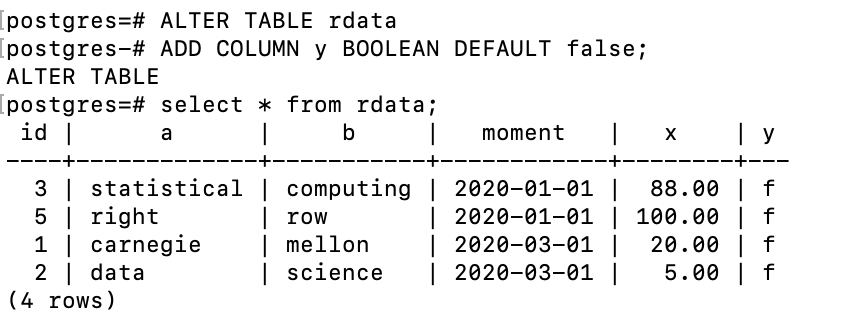 postgres=# ALTER TABLE rdata
postgres-# ADD COLUMN y BOOLEAN DEFAULT false;
ALTER TABLE
postgres=# select * from rdata;
 id |      a      |     b     |   moment   |   x    | y
----+-------------+-----------+------------+--------+---
  3 | statistical | computing | 2020-01-01 |  88.00 | f
  5 | right       | row       | 2020-01-01 | 100.00 | f
  1 | carnegie    | mellon    | 2020-03-01 |  20.00 | f
  2 | data        | science   | 2020-03-01 |   5.00 | f
(4 rows)